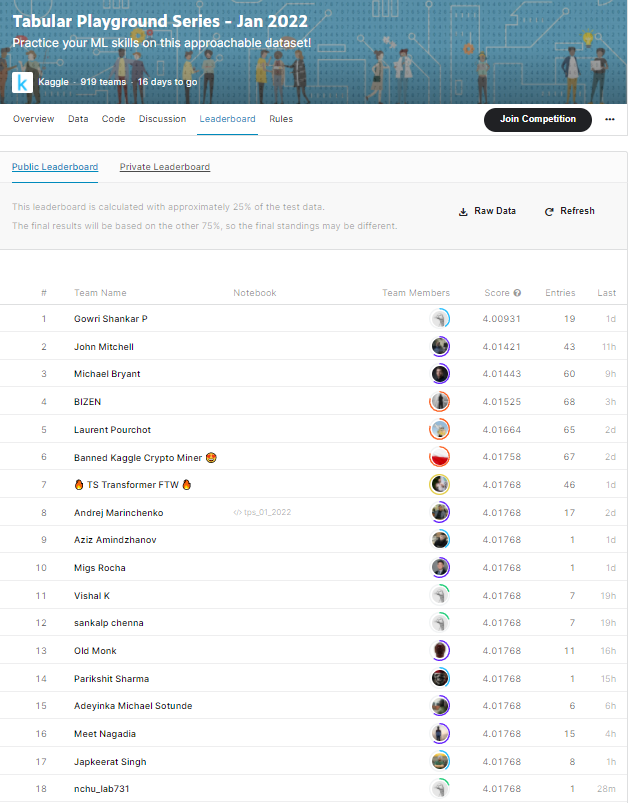 Tabular Playground Series - Jan 2022
Practice your ML skills on this approachable dataset!
k Kaggle · 919 teams · 16 days to go
Overview Data Code Discussion Leaderboard Rules Join Competition ···
Public Leaderboard Private Leaderboard
This leaderboard is calculated with approximately 25% of the test data.
The final results will be based on the other 75%, so the final standings may be different.
Raw Data Refresh
# Team Name Notebook Team Members Score Entries Last
1 Gowri Shankar P 4.00931 19 1d
2 John Mitchell 4.01421 43 11h
3 Michael Bryant 4.01443 60 9h
4 BIZEN 4.01525 68 3h
5 Laurent Pourchot 4.01664 65 2d
6 Banned Kaggle Crypto Miner 🤩 4.01758 67 2d
7 🔥 TS Transformer FTW 🔥 4.01768 46 1d
8 Andrej Marinchenko </> tps_01_2022 4.01768 17 2d
9 Aziz Amindzhanov 4.01768 1 1d
10 Migs Rocha 4.01768 1 1d
11 Vishal K 4.01768 7 19h
12 sankalp chenna 4.01768 7 19h
13 Old Monk 4.01768 11 16h
14 Parikshit Sharma 4.01768 1 15h
15 Adeyinka Michael Sotunde 4.01768 6 6h
16 Meet Nagadia 4.01768 15 4h
17 Japkeerat Singh 4.01768 8 1h
18 nchu_lab731 4.01768 1 28m